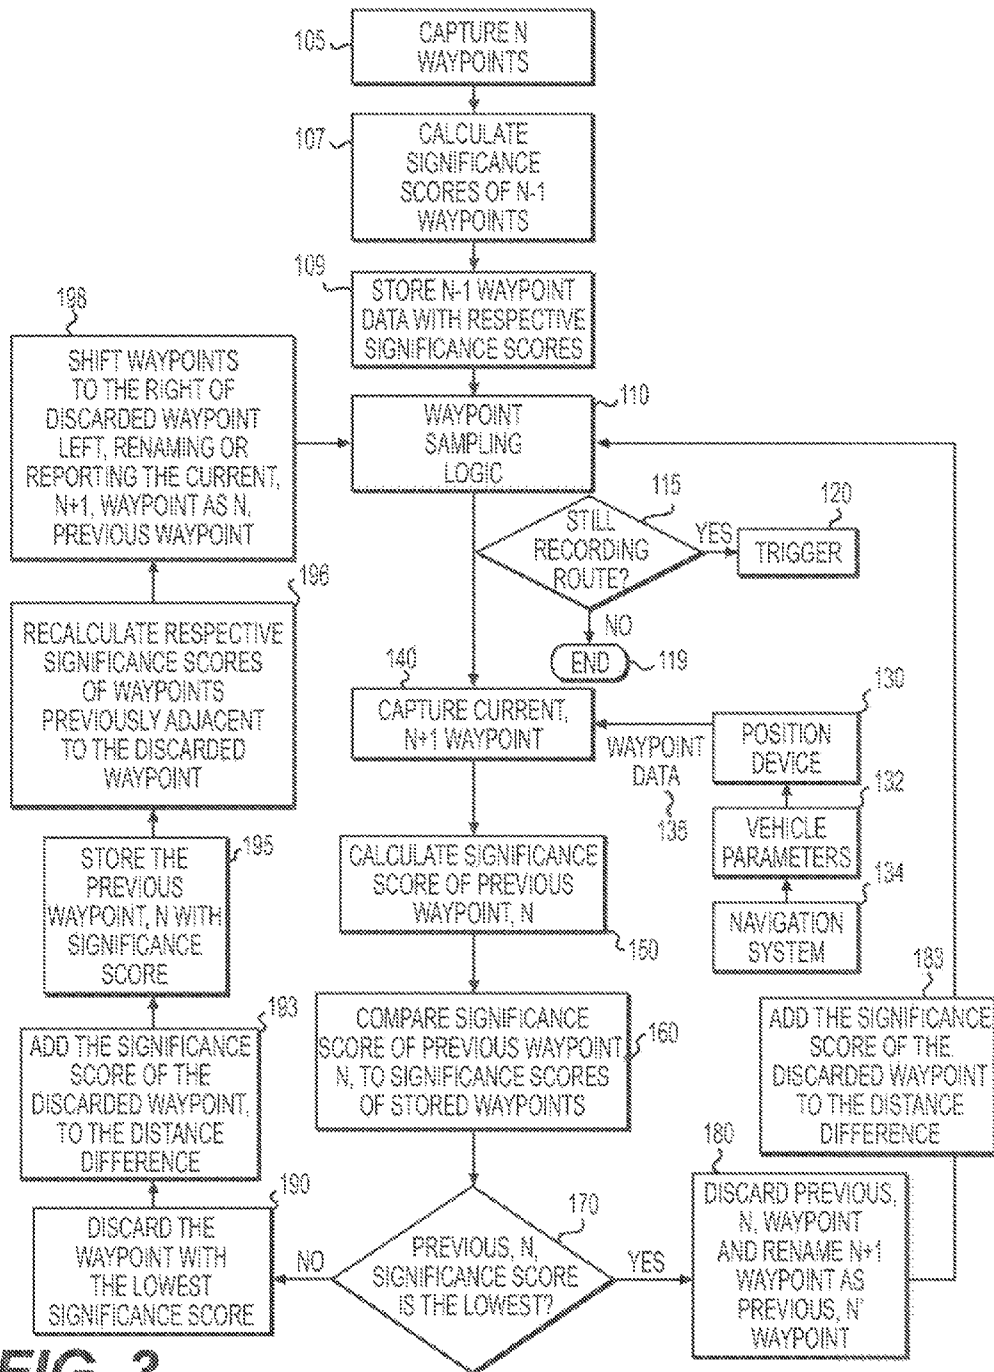 105
CAPTURE N
WAYPOINTS
107
CALCULATE
SIGNIFICANCE
SCORES OF N-1
WAYPOINTS
109
STORE N-1 WAYPOINT
DATA WITH RESPECTIVE
SIGNIFICANCE SCORES
198
SHIFT WAYPOINTS
TO THE RIGHT OF
DISCARDED WAYPOINT
LEFT, RENAMING OR
REPORTING THE CURRENT,
N+1, WAYPOINT AS N,
PREVIOUS WAYPOINT
110
WAYPOINT
SAMPLING
LOGIC
115
STILL
RECORDING
ROUTE?
YES
120
TRIGGER
NO
END
119
196
RECALCULATE RESPECTIVE
SIGNIFICANCE SCORES
OF WAYPOINTS
PREVIOUSLY ADJACENT
TO THE DISCARDED
WAYPOINT
140
CAPTURE CURRENT,
N+1 WAYPOINT
WAYPOINT
DATA
136
130
POSITION
DEVICE
132
VEHICLE
PARAMETERS
134
NAVIGATION
SYSTEM
195
STORE THE
PREVIOUS
WAYPOINT, N WITH
SIGNIFICANCE
SCORE
CALCULATE SIGNIFICANCE
SCORE OF PREVIOUS
WAYPOINT, N
150
193
ADD THE SIGNIFICANCE
SCORE OF THE
DISCARDED WAYPOINT,
TO THE DISTANCE
DIFFERENCE
COMPARE SIGNIFICANCE
SCORE OF PREVIOUS WAYPOINT,
N, TO SIGNIFICANCE SCORES
OF STORED WAYPOINTS
160
183
ADD THE SIGNIFICANCE
SCORE OF THE
DISCARDED WAYPOINT
TO THE DISTANCE
DIFFERENCE
190
DISCARD THE
WAYPOINT WITH
THE LOWEST
SIGNIFICANCE SCORE
NO
170
PREVIOUS, N,
SIGNIFICANCE SCORE
IS THE LOWEST?
YES
180
DISCARD PREVIOUS,
N, WAYPOINT
AND RENAME N+1
WAYPOINT AS
PREVIOUS, N'
WAYPOINT
FIG. 3